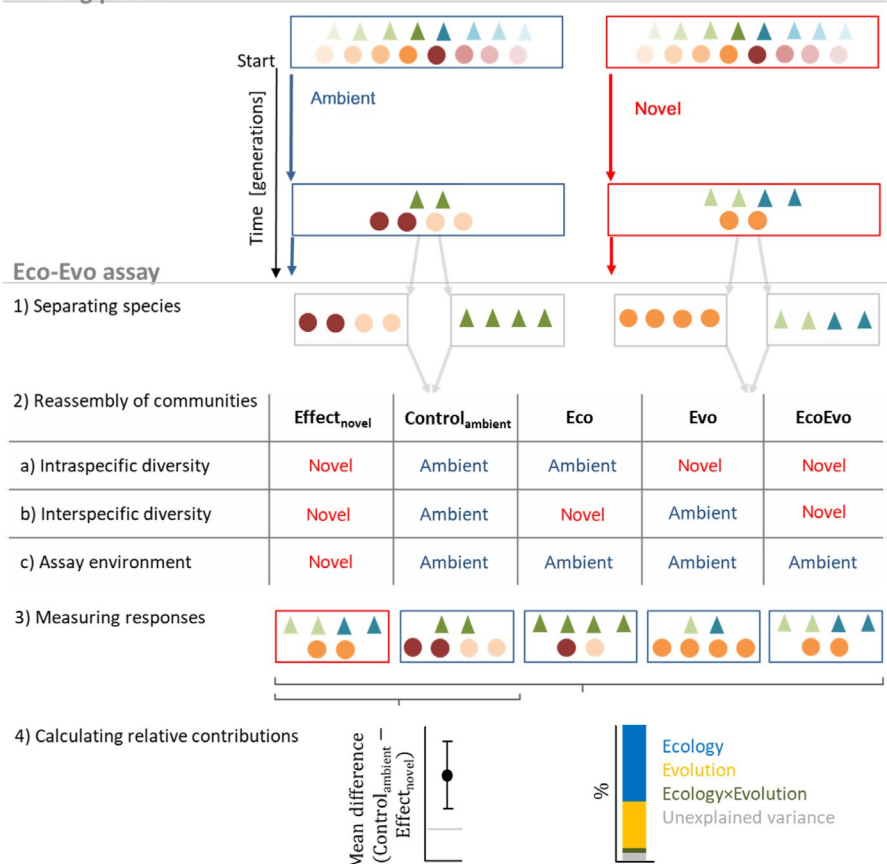 Start
Time [generations]
Ambient
Novel
Eco-Evo assay
1) Separating species
2) Reassembly of communities
Effectnovel Controlambient Eco Evo EcoEvo
a) Intraspecific diversity Novel Ambient Ambient Novel Novel
b) Interspecific diversity Novel Ambient Novel Ambient Novel
c) Assay environment Novel Ambient Ambient Ambient Ambient
3) Measuring responses
4) Calculating relative contributions
Mean difference
(Controlambient −
Effectnovel)
%
Ecology
Evolution
Ecology×Evolution
Unexplained variance